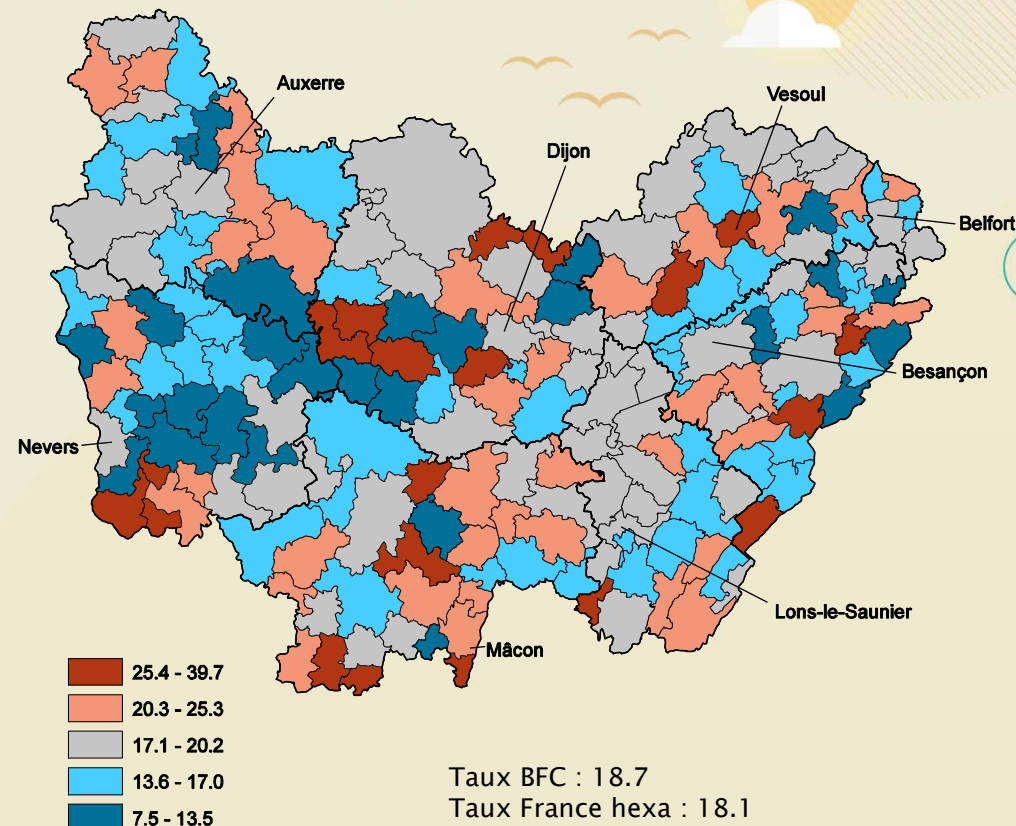 Auxerre
Vesoul
Dijon
Belfort
Besançon
Nevers
Lons-le-Saunier
Mâcon
25.4 - 39.7
20.3 - 25.3
17.1 - 20.2
13.6 - 17.0
7.5 - 13.5
Taux BFC : 18.7
Taux France hexa : 18.1